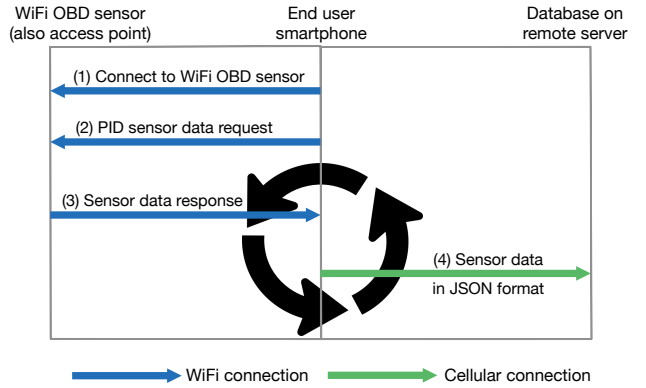 WiFi OBD sensor
(also access point)
End user
smartphone
Database on
remote server
(1) Connect to WiFi OBD sensor
(2) PID sensor data request
(3) Sensor data response
(4) Sensor data
in JSON format
WiFi connection
Cellular connection